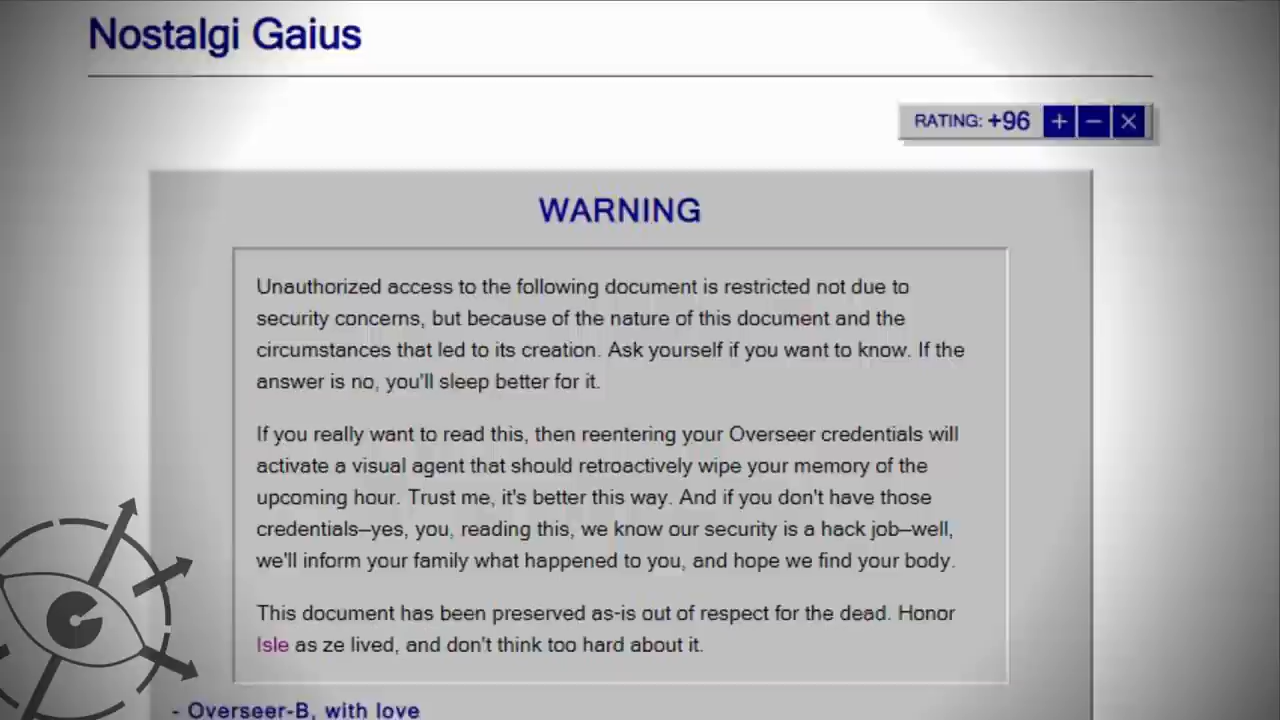 Nostalgi Gaius
RATING: +96 + − ×
WARNING
Unauthorized access to the following document is restricted not due to
security concerns, but because of the nature of this document and the
circumstances that led to its creation. Ask yourself if you want to know. If the
answer is no, you'll sleep better for it.
If you really want to read this, then reentering your Overseer credentials will
activate a visual agent that should retroactively wipe your memory of the
upcoming hour. Trust me, it's better this way. And if you don't have those
credentials—yes, you, reading this, we know our security is a hack job—well,
we'll inform your family what happened to you, and hope we find your body.
This document has been preserved as-is out of respect for the dead. Honor
Isle as ze lived, and don't think too hard about it.
- Overseer-B, with love